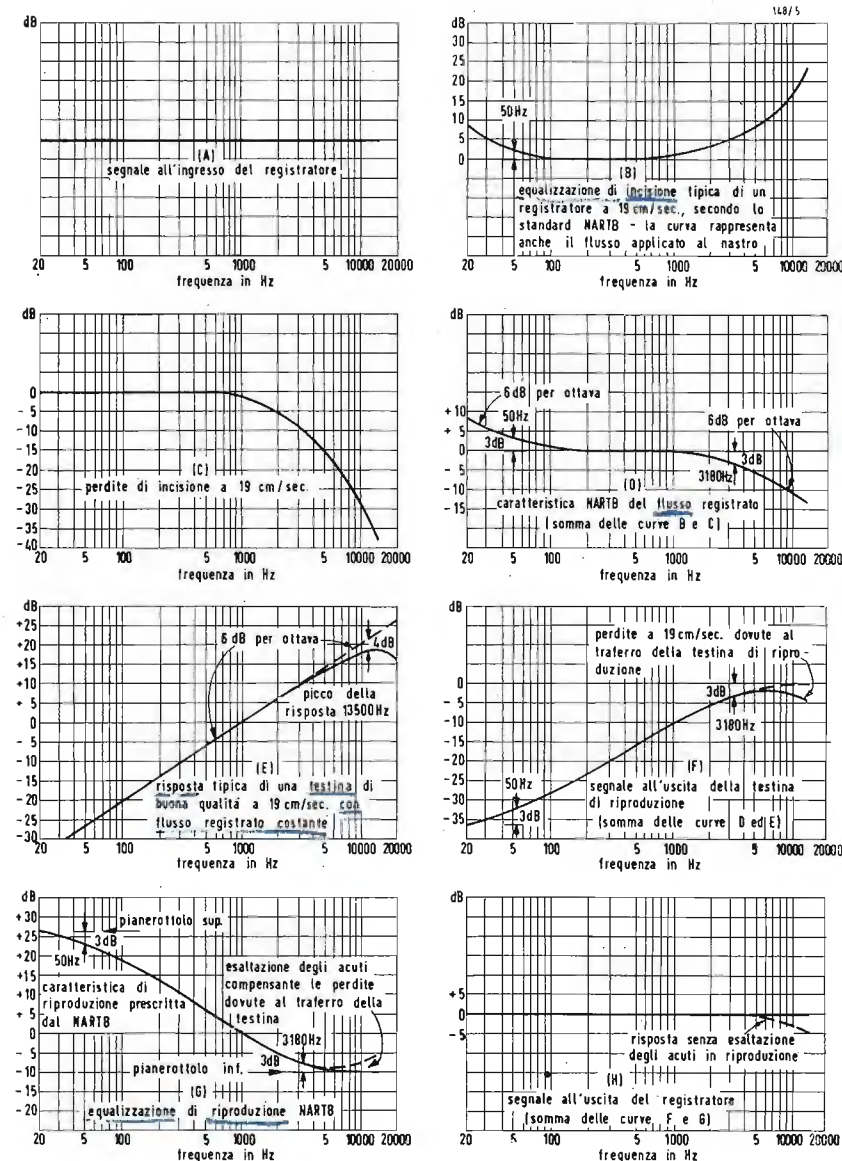 148/5
dB
(A)
segnale all'ingresso del registratore
20 5 100 5 1000 5 10000 20000
frequenza in Hz
dB
35
30
25
20
15
10
5
0
50Hz
(B)
equalizzazione di incisione tipica di un
registratore a 19 cm/sec., secondo lo
standard NARTB - la curva rappresenta
anche il flusso applicato al nastro
20 5 100 5 1000 5 10000 20000
frequenza in Hz
dB
0
-5
-10
-15
-20
-25
-30
-35
-40
(C)
perdite di incisione a 19 cm/sec.
20 5 100 5 1000 5 10000 20000
frequenza in Hz
dB
+10
+5
0
-5
-10
-15
6 dB per ottava
50Hz
3dB
6dB per ottava
3dB
3180Hz
(D)
caratteristica NARTB del flusso registrato
(somma delle curve B e C)
20 5 100 5 1000 5 10000 20000
frequenza in Hz
dB
+25
+20
+15
+10
+5
0
-5
-10
-15
-20
-25
-30
6 dB per ottava
4dB
picco della
risposta 13500Hz
(E)
risposta tipica di una testina di
buona qualità a 19 cm/sec. con
flusso registrato costante
20 5 100 5 1000 5 10000 20000
frequenza in Hz
dB
0
-5
-10
-15
-20
-25
-30
-35
perdite a 19cm/sec. dovute al
traferro della testina di ripro-
duzione
3dB
3180Hz
50Hz
3dB
(F)
segnale all'uscita della testina
di riproduzione
(somma delle curve D ed E)
20 5 100 5 1000 5 10000 20000
frequenza in Hz
dB
+30
+25
+20
+15
+10
+5
0
-5
-10
-15
-20
pianerottolo sup.
3dB
50Hz
caratteristica di
riproduzione prescritta
dal NARTB
esaltazione degli acuti
compensante le perdite
dovute al traferro della
testina
3180Hz
3dB
pianerottolo inf.
(G)
equalizzazione di riproduzione NARTB
20 5 100 5 1000 5 10000 20000
frequenza in Hz
dB
+5
0
-5
risposta senza esaltazione
degli acuti in riproduzione
(H)
segnale all'uscita del registratore
(somma delle curve F e G)
20 5 100 5 1000 5 10000 20000
frequenza in Hz